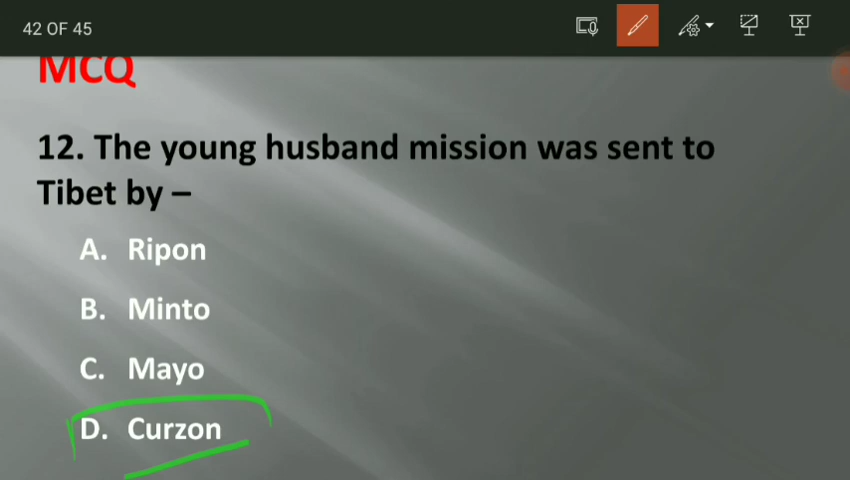 42 OF 45
MCQ
12. The young husband mission was sent to
Tibet by –
A. Ripon
B. Minto
C. Mayo
D. Curzon